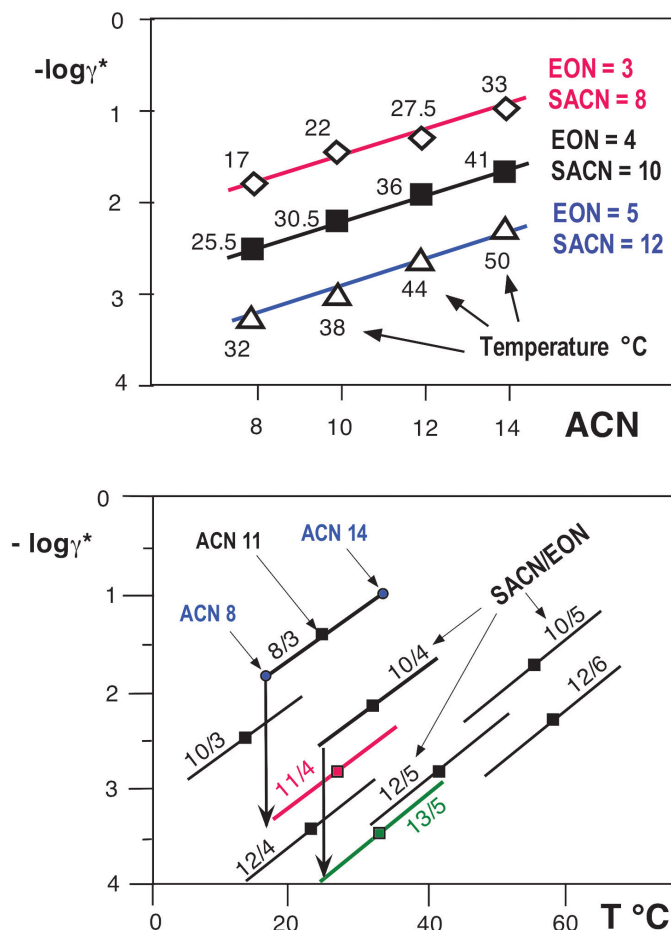 0
-logγ*
EON = 3
SACN = 8
33
1
27.5
22
17
EON = 4
SACN = 10
41
36
2
30.5
25.5
EON = 5
SACN = 12
50
44
3
38
32
Temperature °C
4
8 10 12 14 ACN
0
- logγ*
ACN 14
ACN 11
SACN/EON
1
ACN 8
8/3
10/4
10/5
2
12/6
10/3
11/4
12/5
3
13/5
12/4
4
0 20 40 60 T °C